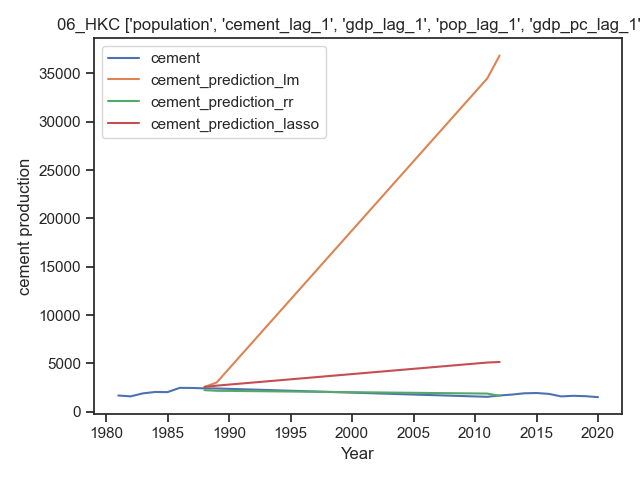 06_HKC ['population', 'cement_lag_1', 'gdp_lag_1', 'pop_lag_1', 'gdp_pc_lag_1'
cement
cement_prediction_lm
cement_prediction_rr
cement_prediction_lasso
cement production
35000
30000
25000
20000
15000
10000
5000
0
1980 1985 1990 1995 2000 2005 2010 2015 2020
Year